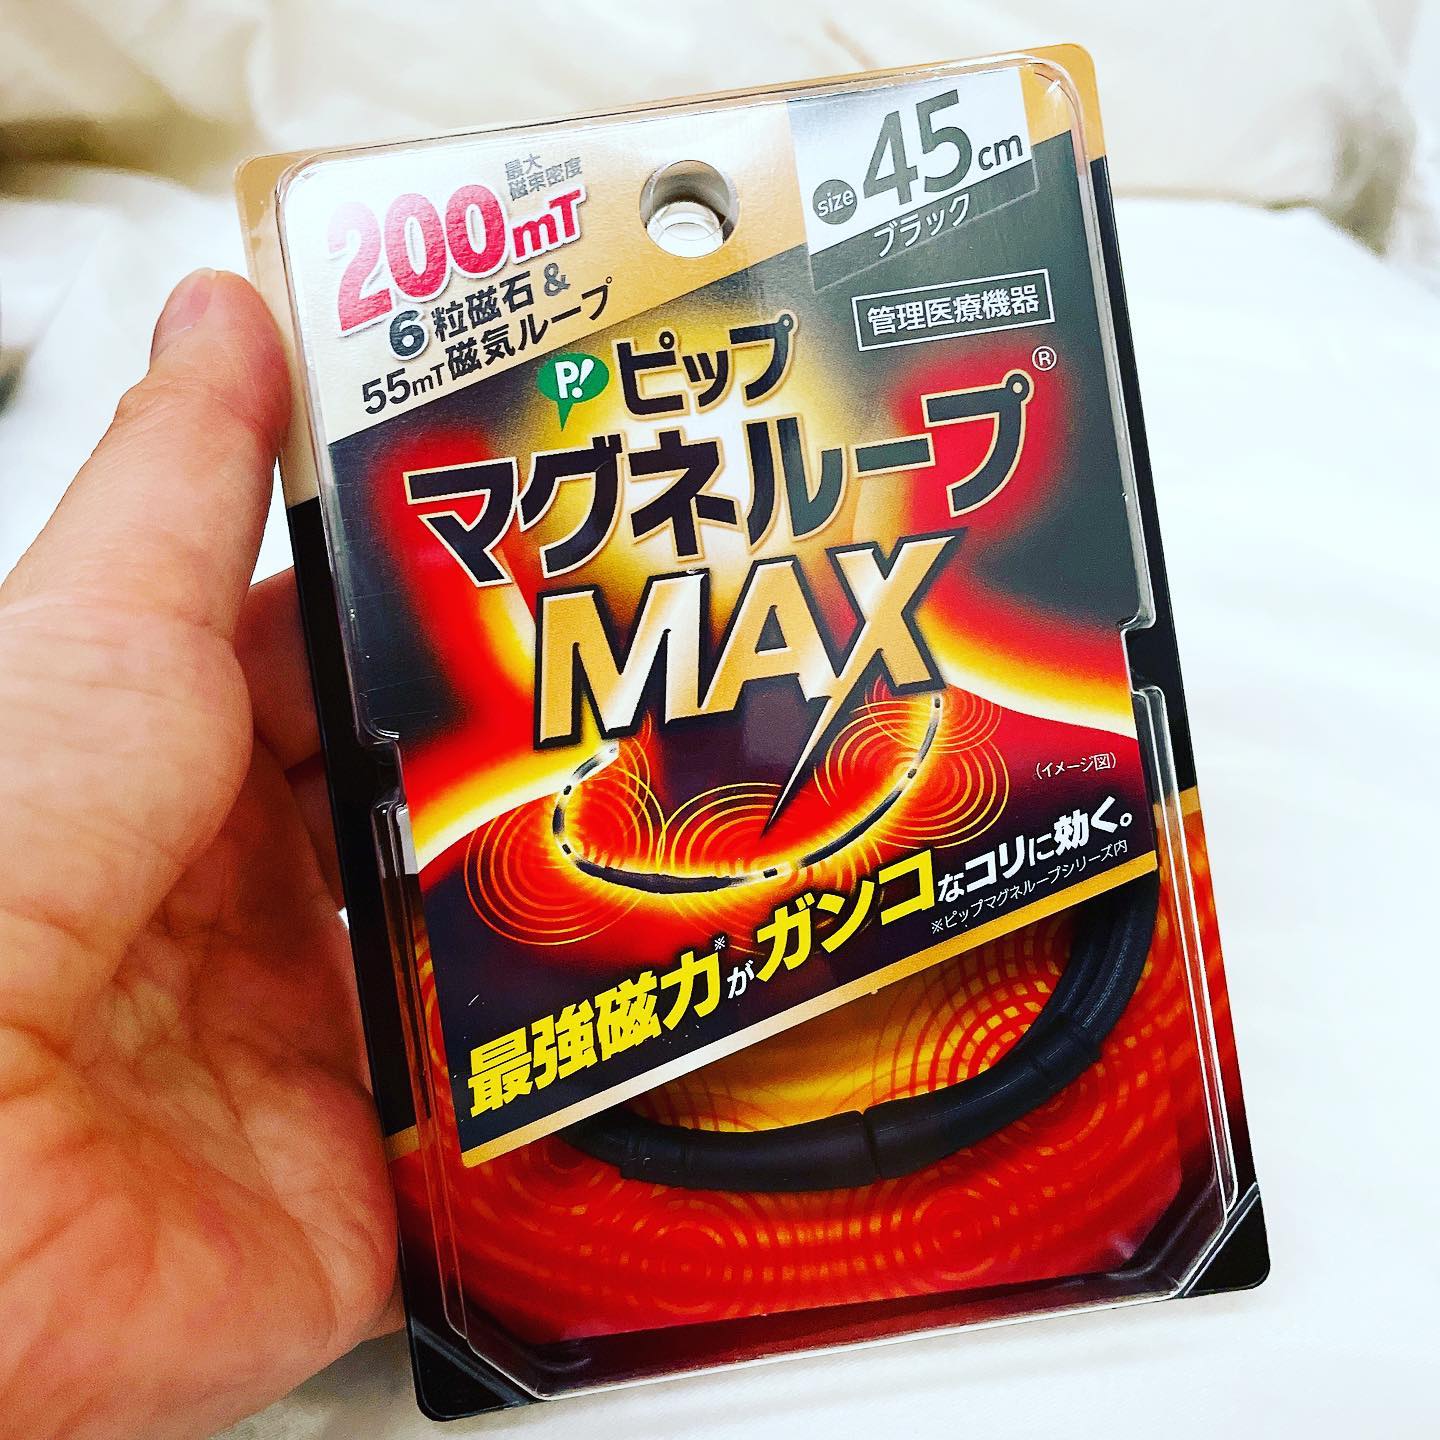 最大
磁束密度
200mT
6粒磁石&
55mT磁気ループ
size 45cm
ブラック
管理医療機器
P! ピップ
マグネループ®
MAX
(イメージ図)
最強磁力※がガンコなコリに効く。
※ピップマグネループシリーズ内